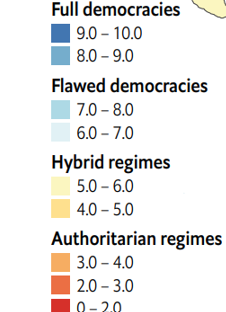 Full democracies
9.0 – 10.0
8.0 – 9.0
Flawed democracies
7.0 – 8.0
6.0 – 7.0
Hybrid regimes
5.0 – 6.0
4.0 – 5.0
Authoritarian regimes
3.0 – 4.0
2.0 – 3.0
0 – 2.0